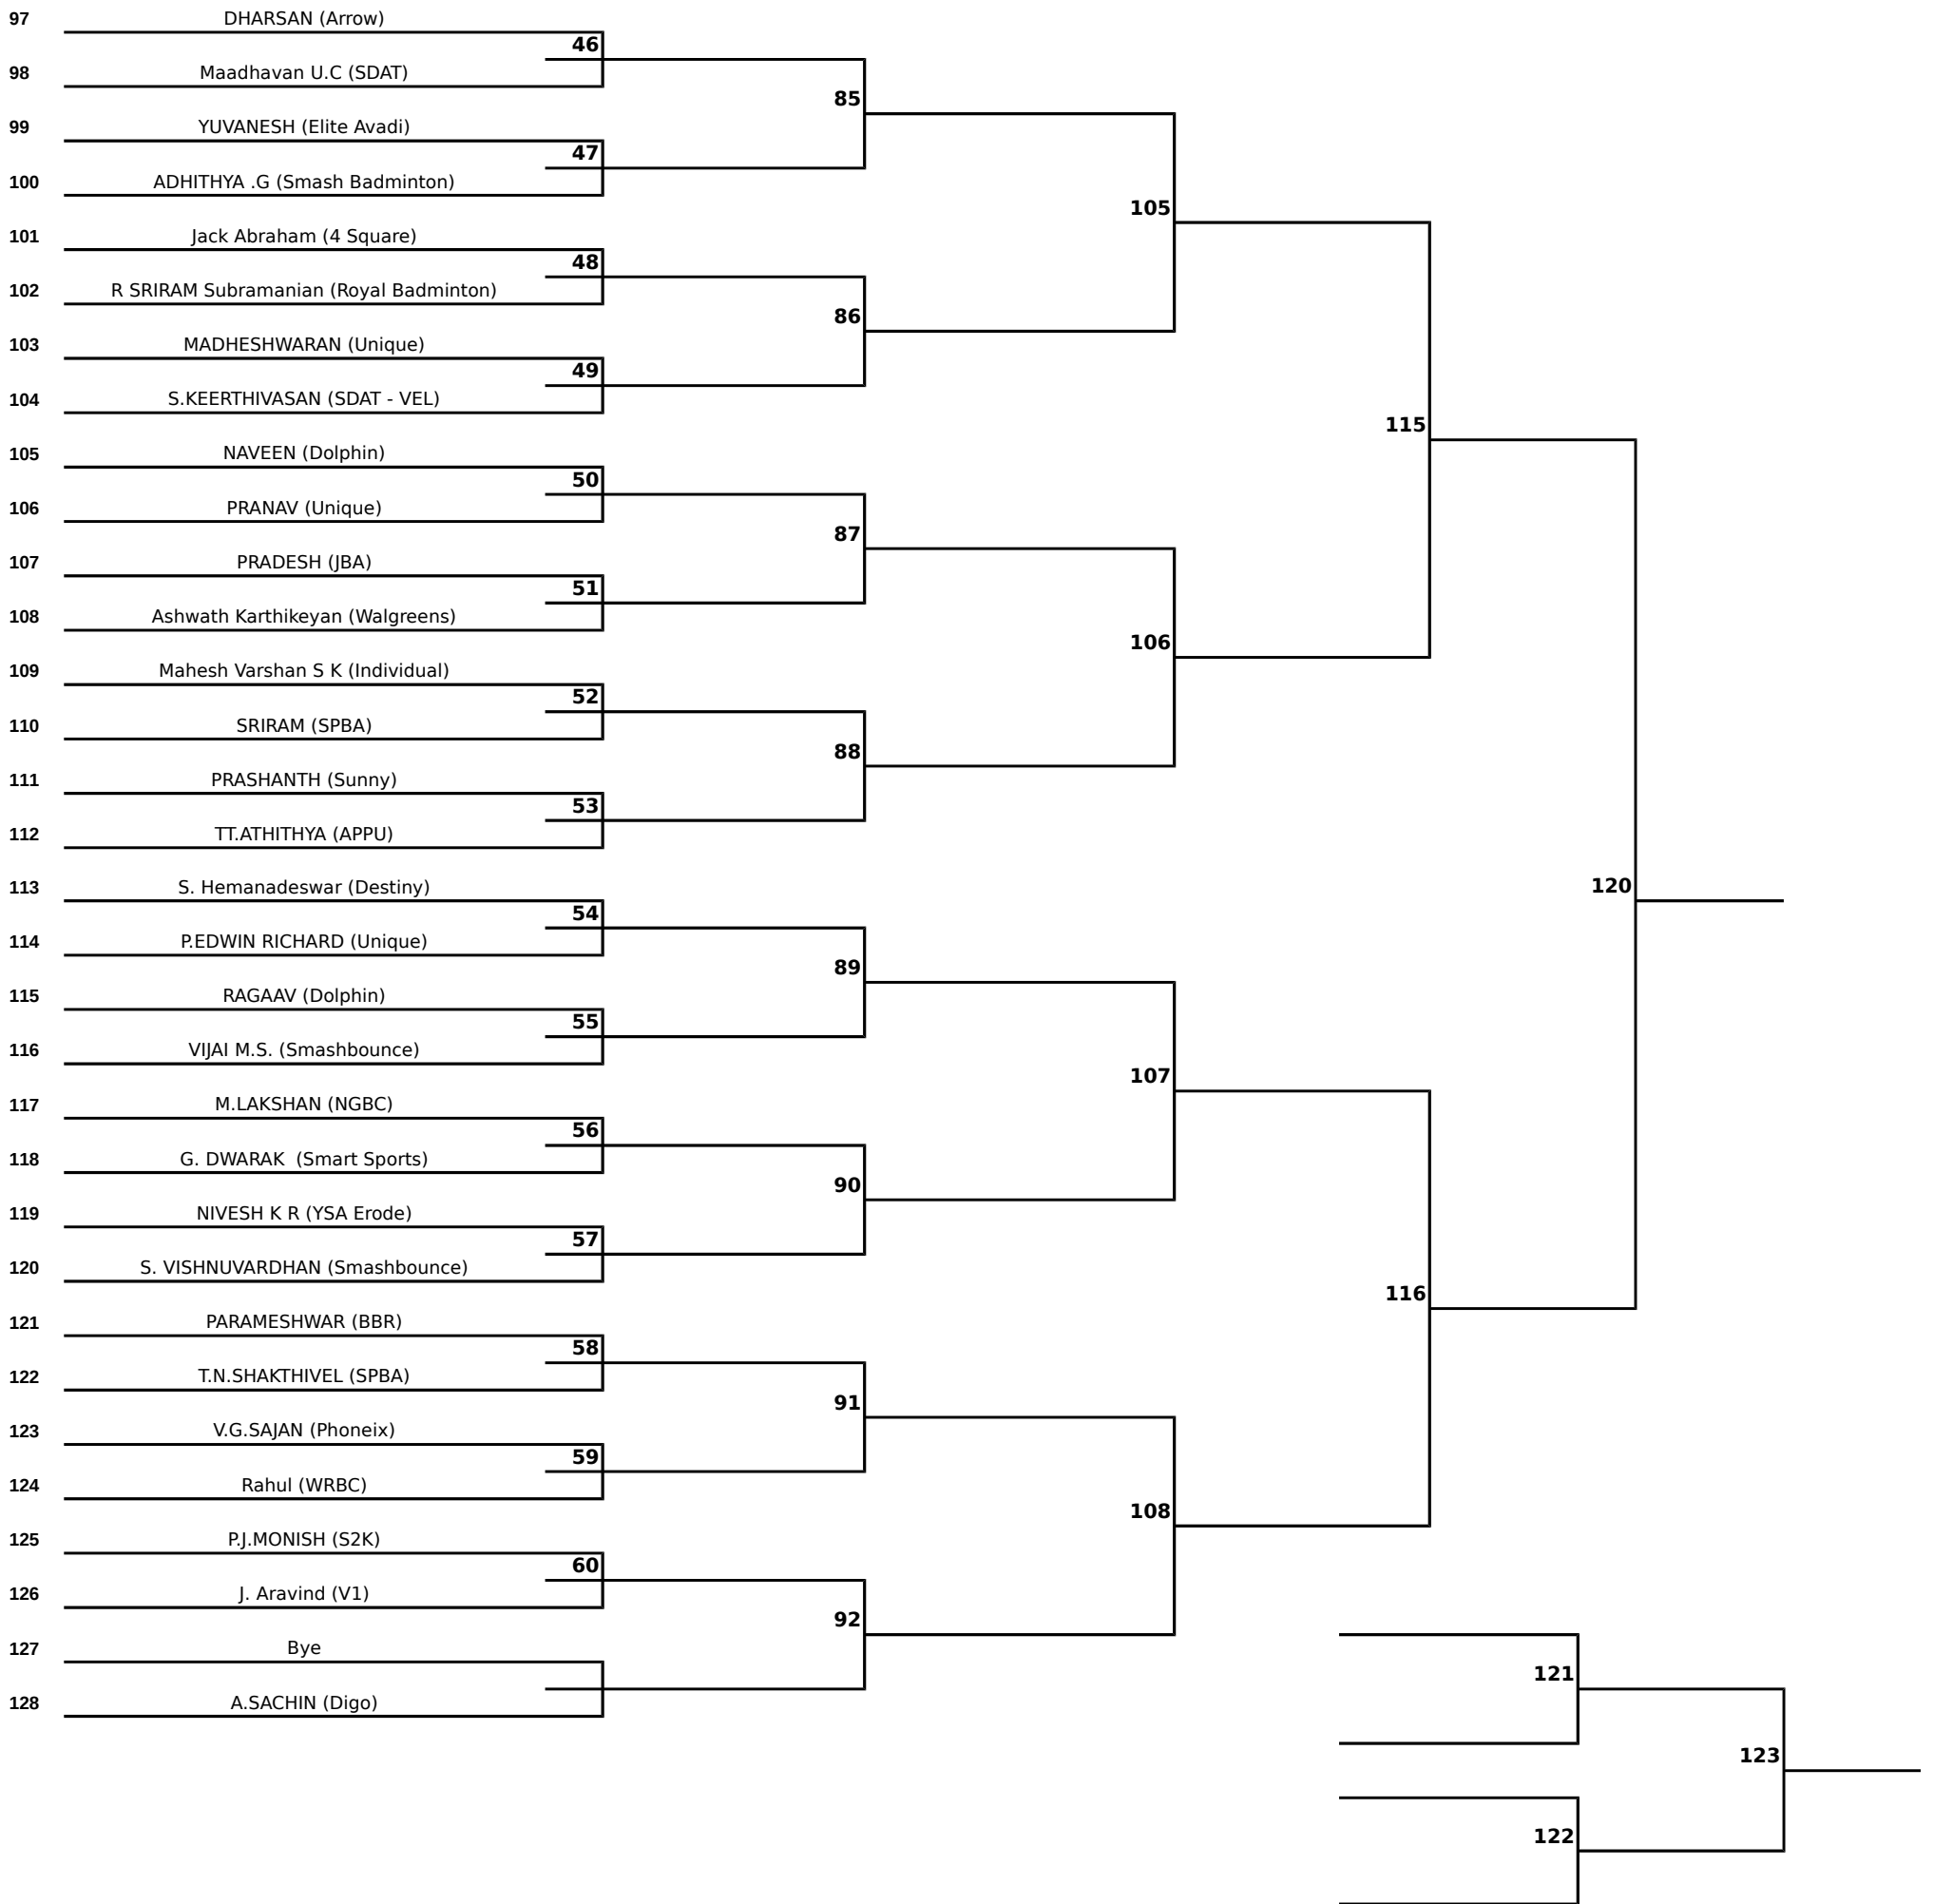 97 DHARSAN (Arrow)
46
98 Maadhavan U.C (SDAT)
85
99 YUVANESH (Elite Avadi)
47
100 ADHITHYA .G (Smash Badminton)
105
101 Jack Abraham (4 Square)
48
102 R SRIRAM Subramanian (Royal Badminton)
86
103 MADHESHWARAN (Unique)
49
104 S.KEERTHIVASAN (SDAT - VEL)
115
105 NAVEEN (Dolphin)
50
106 PRANAV (Unique)
87
107 PRADESH (JBA)
51
108 Ashwath Karthikeyan (Walgreens)
106
109 Mahesh Varshan S K (Individual)
52
110 SRIRAM (SPBA)
88
111 PRASHANTH (Sunny)
53
112 TT.ATHITHYA (APPU)
113 S. Hemanadeswar (Destiny)
120
54
114 P.EDWIN RICHARD (Unique)
89
115 RAGAAV (Dolphin)
55
116 VIJAI M.S. (Smashbounce)
107
117 M.LAKSHAN (NGBC)
56
118 G. DWARAK  (Smart Sports)
90
119 NIVESH K R (YSA Erode)
57
120 S. VISHNUVARDHAN (Smashbounce)
116
121 PARAMESHWAR (BBR)
58
122 T.N.SHAKTHIVEL (SPBA)
91
123 V.G.SAJAN (Phoneix)
59
124 Rahul (WRBC)
108
125 P.J.MONISH (S2K)
60
126 J. Aravind (V1)
92
127 Bye
121
128 A.SACHIN (Digo)
123
122